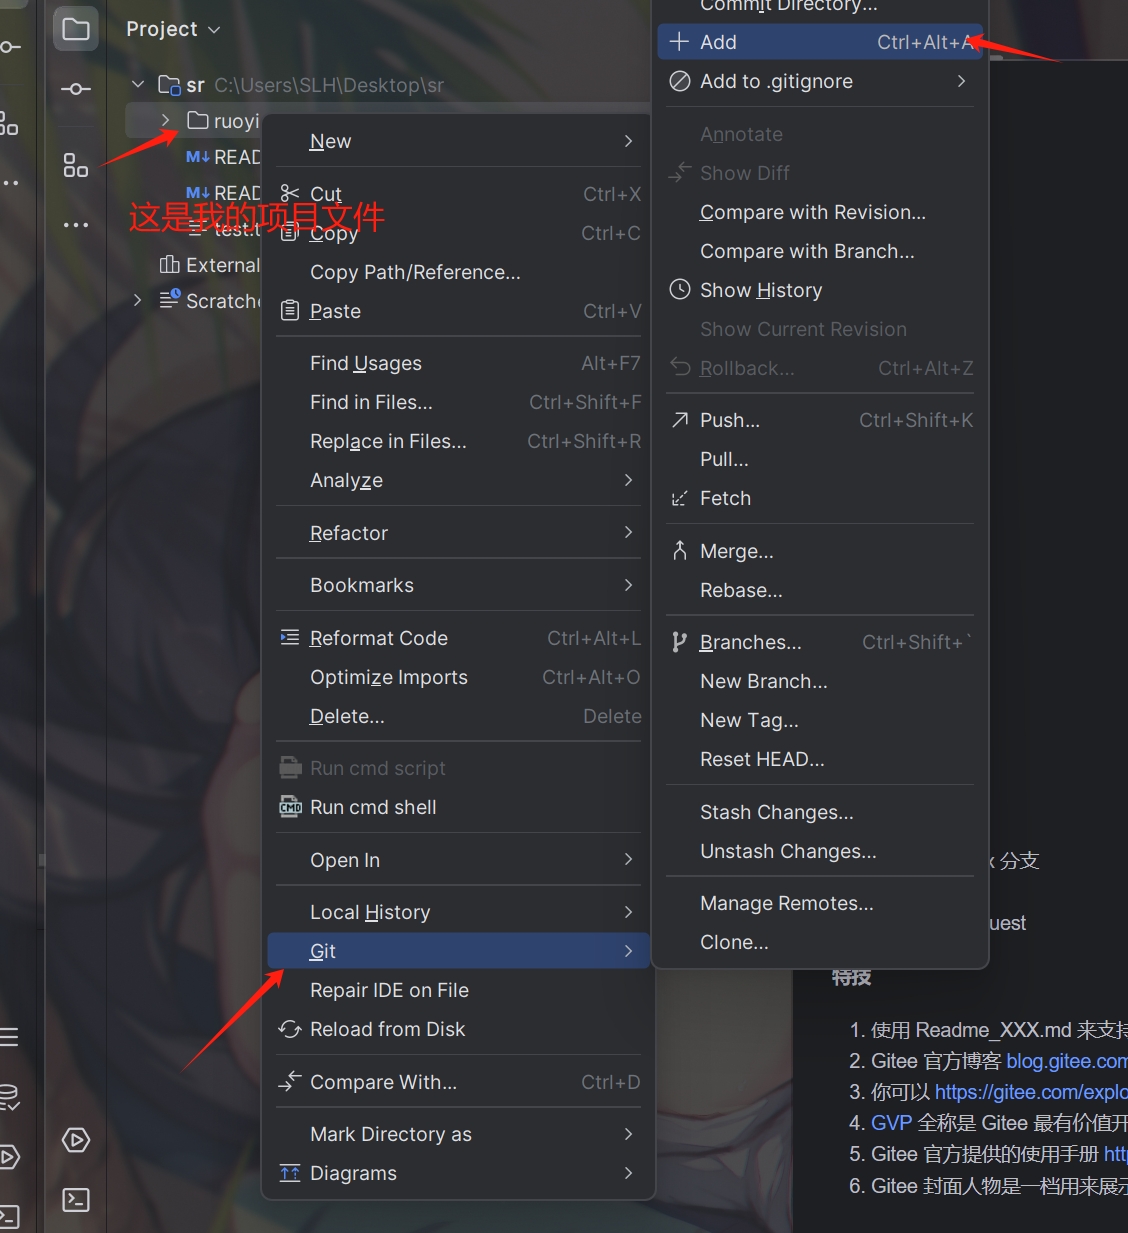 Project
sr C:\Users\SLH\Desktop\sr
ruoyi
M↓ READ
M↓ READ
这是我的项目文件
test.t
External
Scratche
New
Cut Ctrl+X
Copy Ctrl+C
Copy Path/Reference...
Paste Ctrl+V
Find Usages Alt+F7
Find in Files... Ctrl+Shift+F
Replace in Files... Ctrl+Shift+R
Analyze
Refactor
Bookmarks
Reformat Code Ctrl+Alt+L
Optimize Imports Ctrl+Alt+O
Delete... Delete
Run cmd script
CMD Run cmd shell
Open In
Local History
Git
Repair IDE on File
Reload from Disk
Compare With... Ctrl+D
Mark Directory as
Diagrams
Commit Directory...
Add Ctrl+Alt+A
Add to .gitignore
Annotate
Show Diff
Compare with Revision...
Compare with Branch...
Show History
Show Current Revision
Rollback... Ctrl+Alt+Z
Push... Ctrl+Shift+K
Pull...
Fetch
Merge...
Rebase...
Branches... Ctrl+Shift+`
New Branch...
New Tag...
Reset HEAD...
Stash Changes...
Unstash Changes...
Manage Remotes...
Clone...
x 分支
uest
特技
1. 使用 Readme_XXX.md 来支持
2. Gitee 官方博客 blog.gitee.com
3. 你可以 https://gitee.com/explo
4. GVP 全称是 Gitee 最有价值开
5. Gitee 官方提供的使用手册 http
6. Gitee 封面人物是一档用来展示